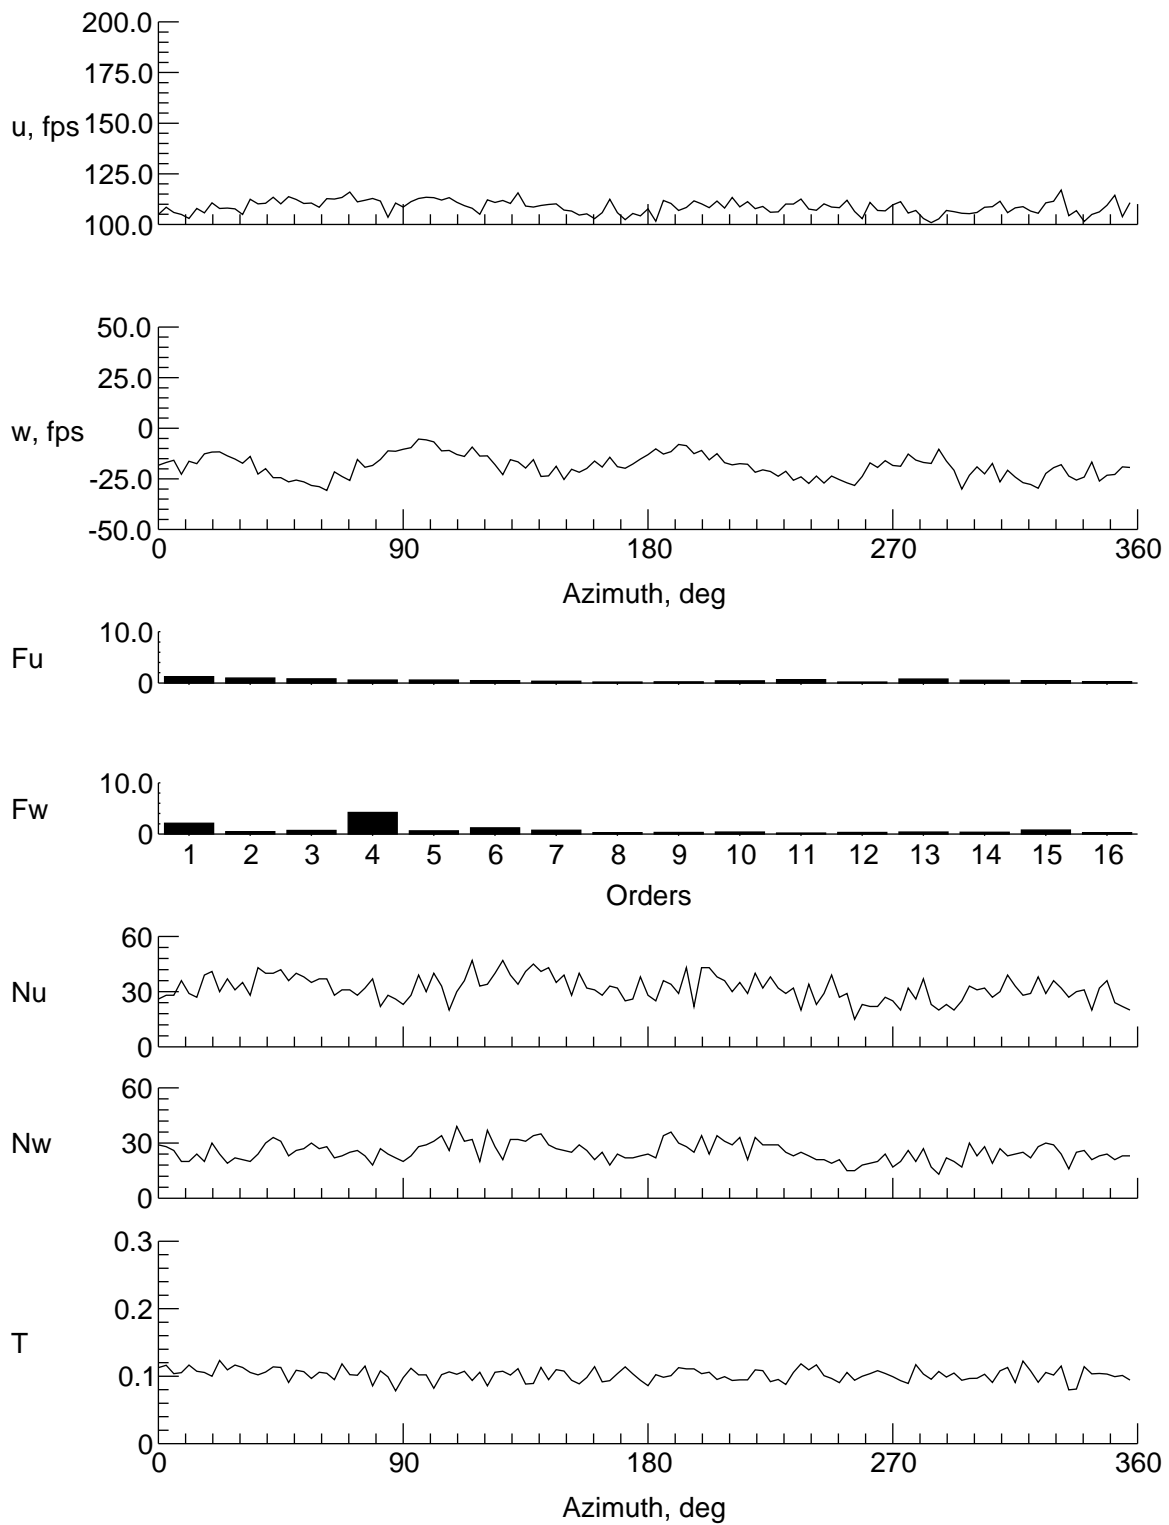 200.0
175.0
u, fps 150.0
125.0
100.0
50.0
25.0
w, fps 0
-25.0
-50.0
0 90 180 270 360
Azimuth, deg
10.0
Fu
0
10.0
Fw
0
1 2 3 4 5 6 7 8 9 10 11 12 13 14 15 16
Orders
60
Nu 30
0
60
Nw 30
0
0.3
0.2
T
0.1
0
0 90 180 270 360
Azimuth, deg